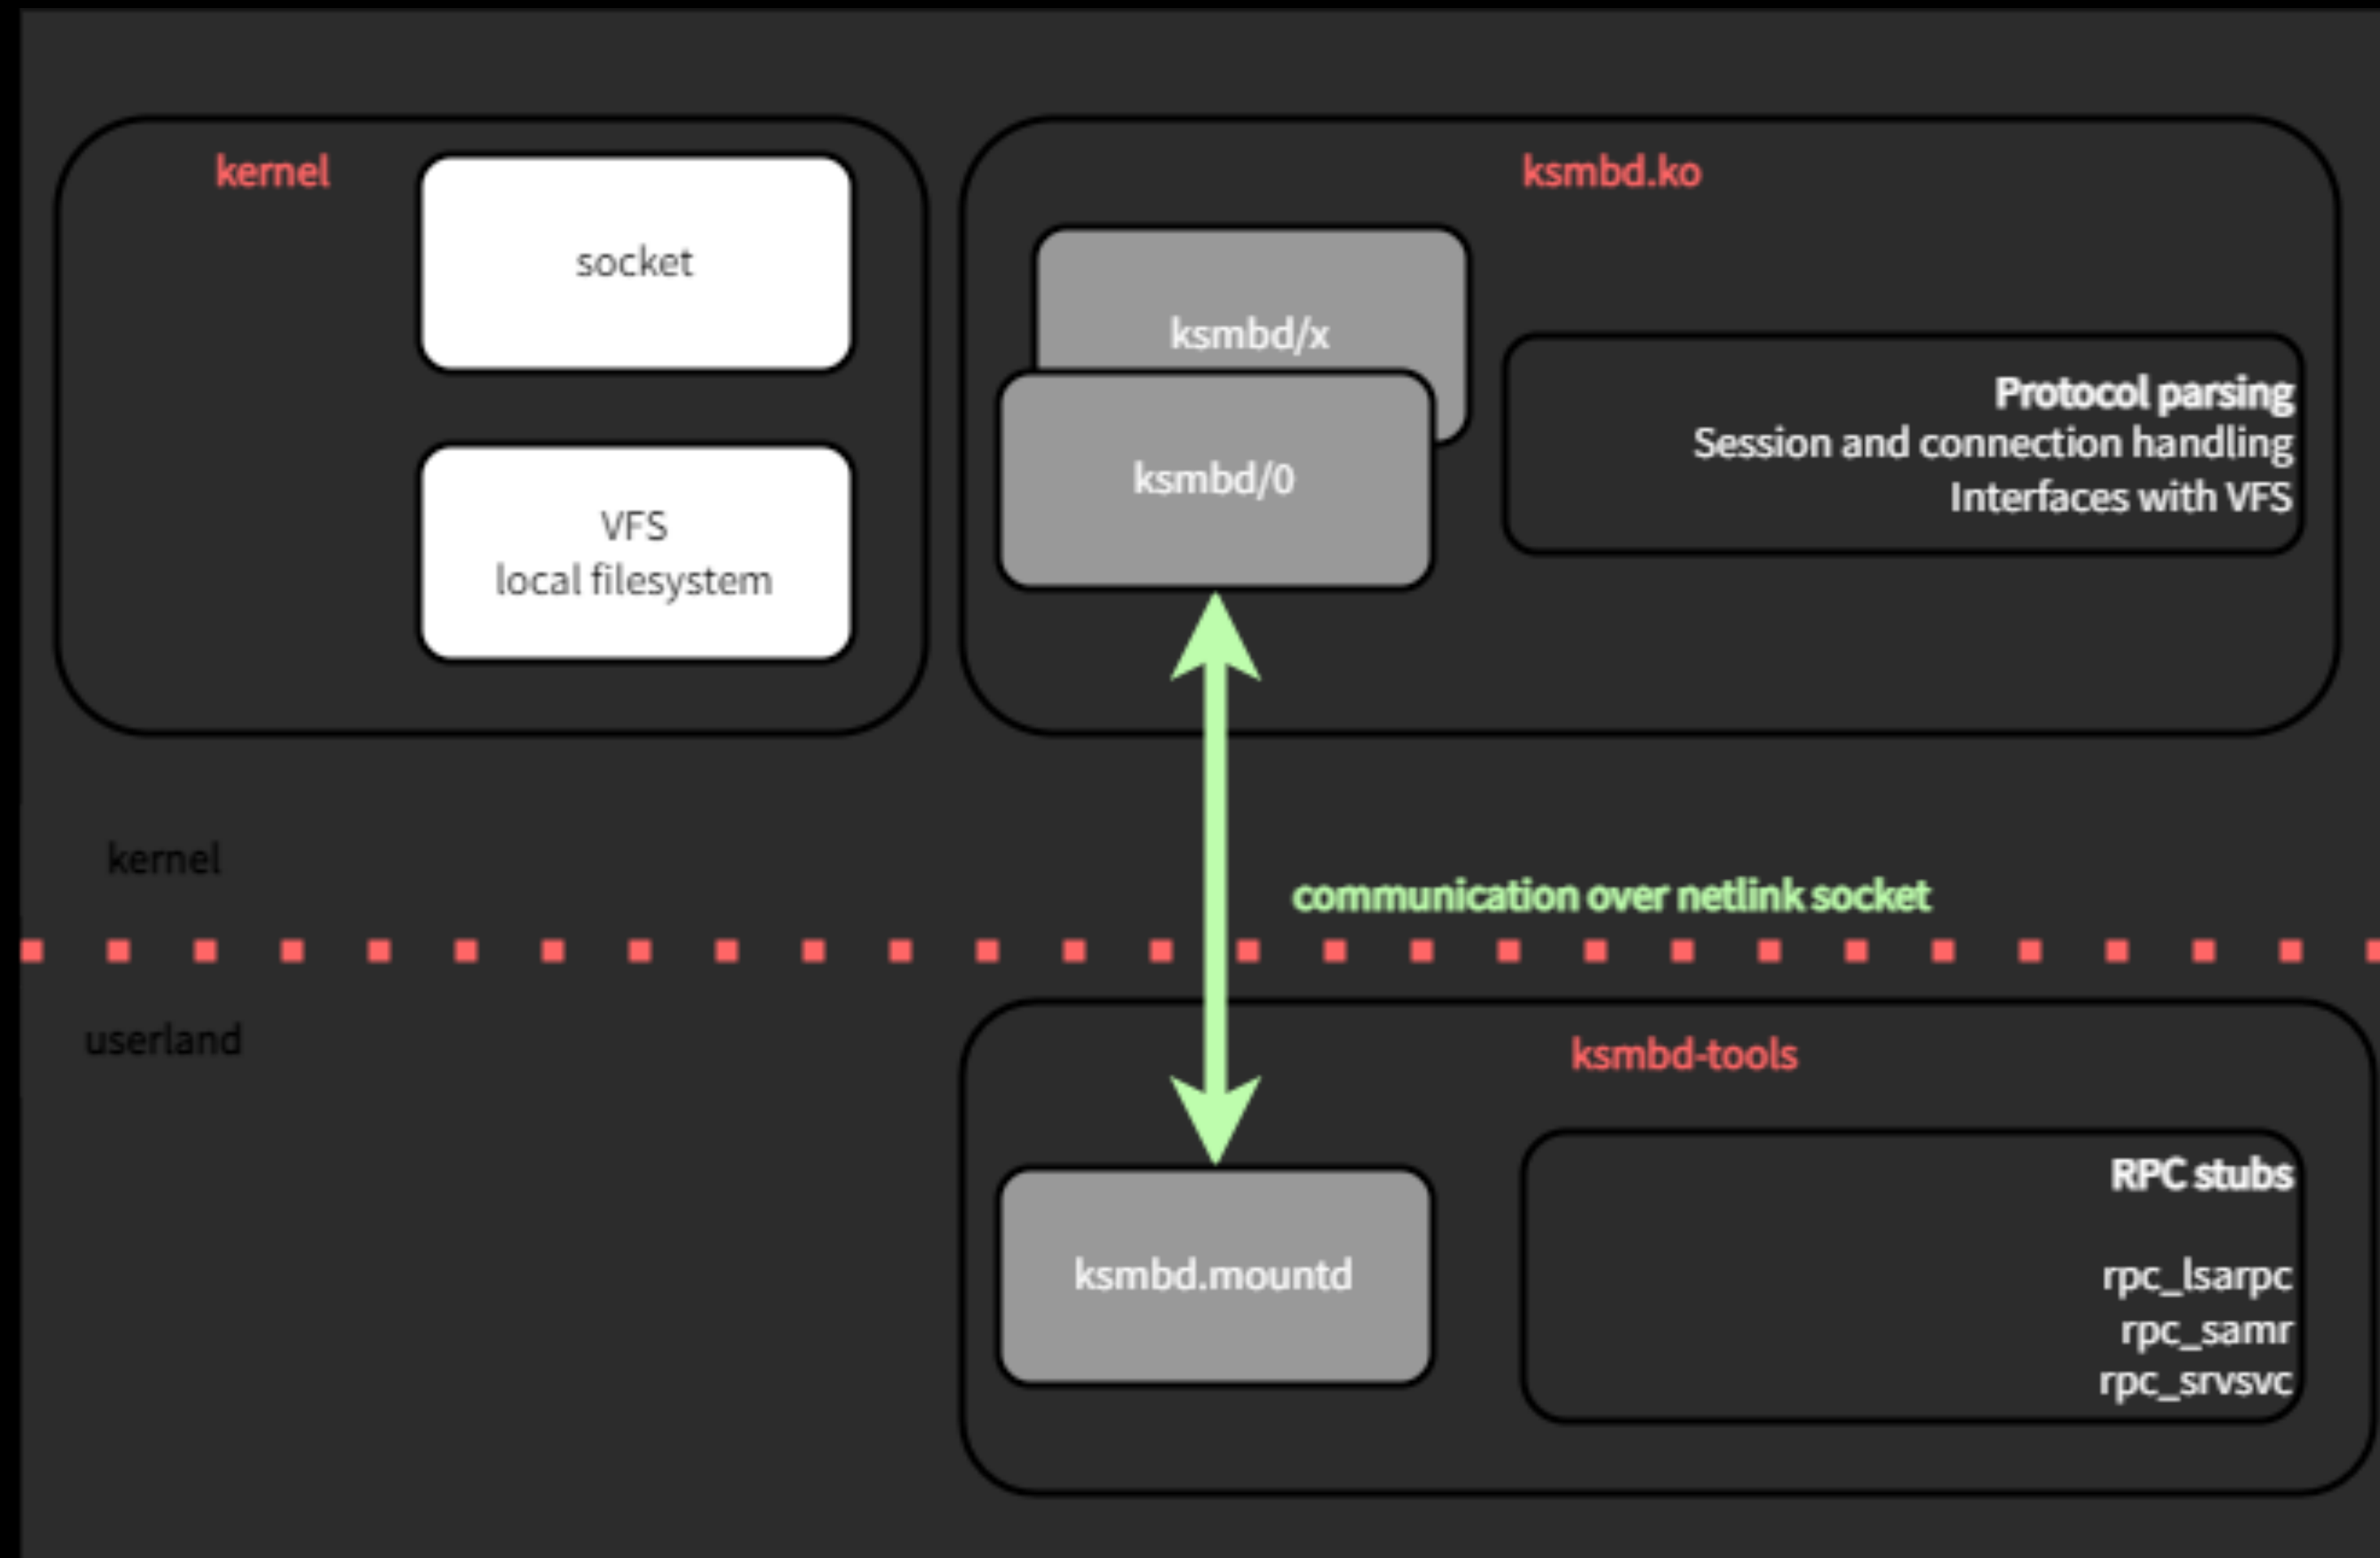 kernel
socket
VFS
local filesystem
ksmbd.ko
ksmbd/x
ksmbd/0
Protocol parsing
Session and connection handling
Interfaces with VFS
kernel
communication over netlink socket
userland
ksmbd-tools
ksmbd.mountd
RPC stubs
rpc_lsarpc
rpc_samr
rpc_srvsvc